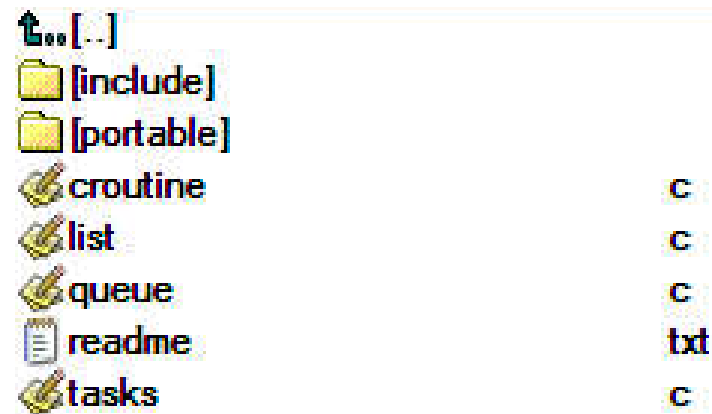 [..]
[include]
[portable]
croutine c
list c
queue c
readme txt
tasks c